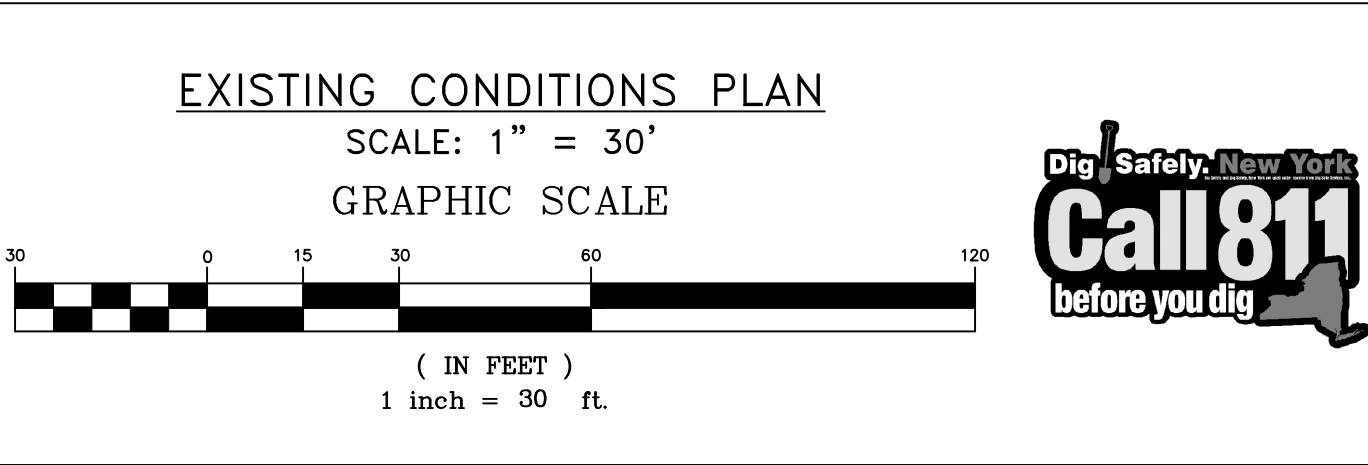 EXISTING CONDITIONS PLAN
SCALE: 1" = 30'
GRAPHIC SCALE
30 0 15 30 60 120
( IN FEET )
1 inch = 30 ft.
Dig Safely. New York
Call 811
before you dig